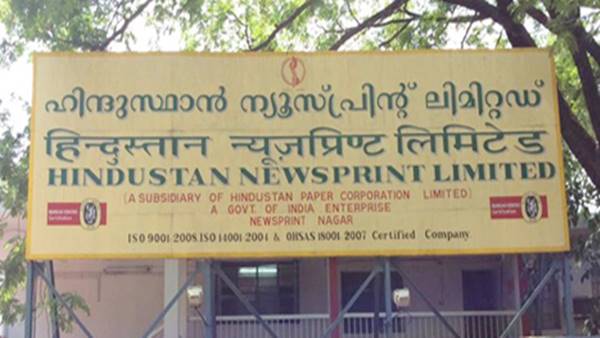 ഹിന്ദുസ്ഥാൻ ന്യൂസ്പ്രിന്റ് ലിമിറ്റഡ്
हिन्दुस्तान न्यूज़प्रिण्ट लिमिटेड
HINDUSTAN NEWSPRINT LIMITED
(A SUBSIDIARY OF HINDUSTAN PAPER CORPORATION LIMITED)
A GOVT. OF INDIA ENTERPRISE
NEWSPRINT NAGAR
ISO 9001-2008, ISO 14001-2004 & OHSAS 18001-2007 Certified Company.